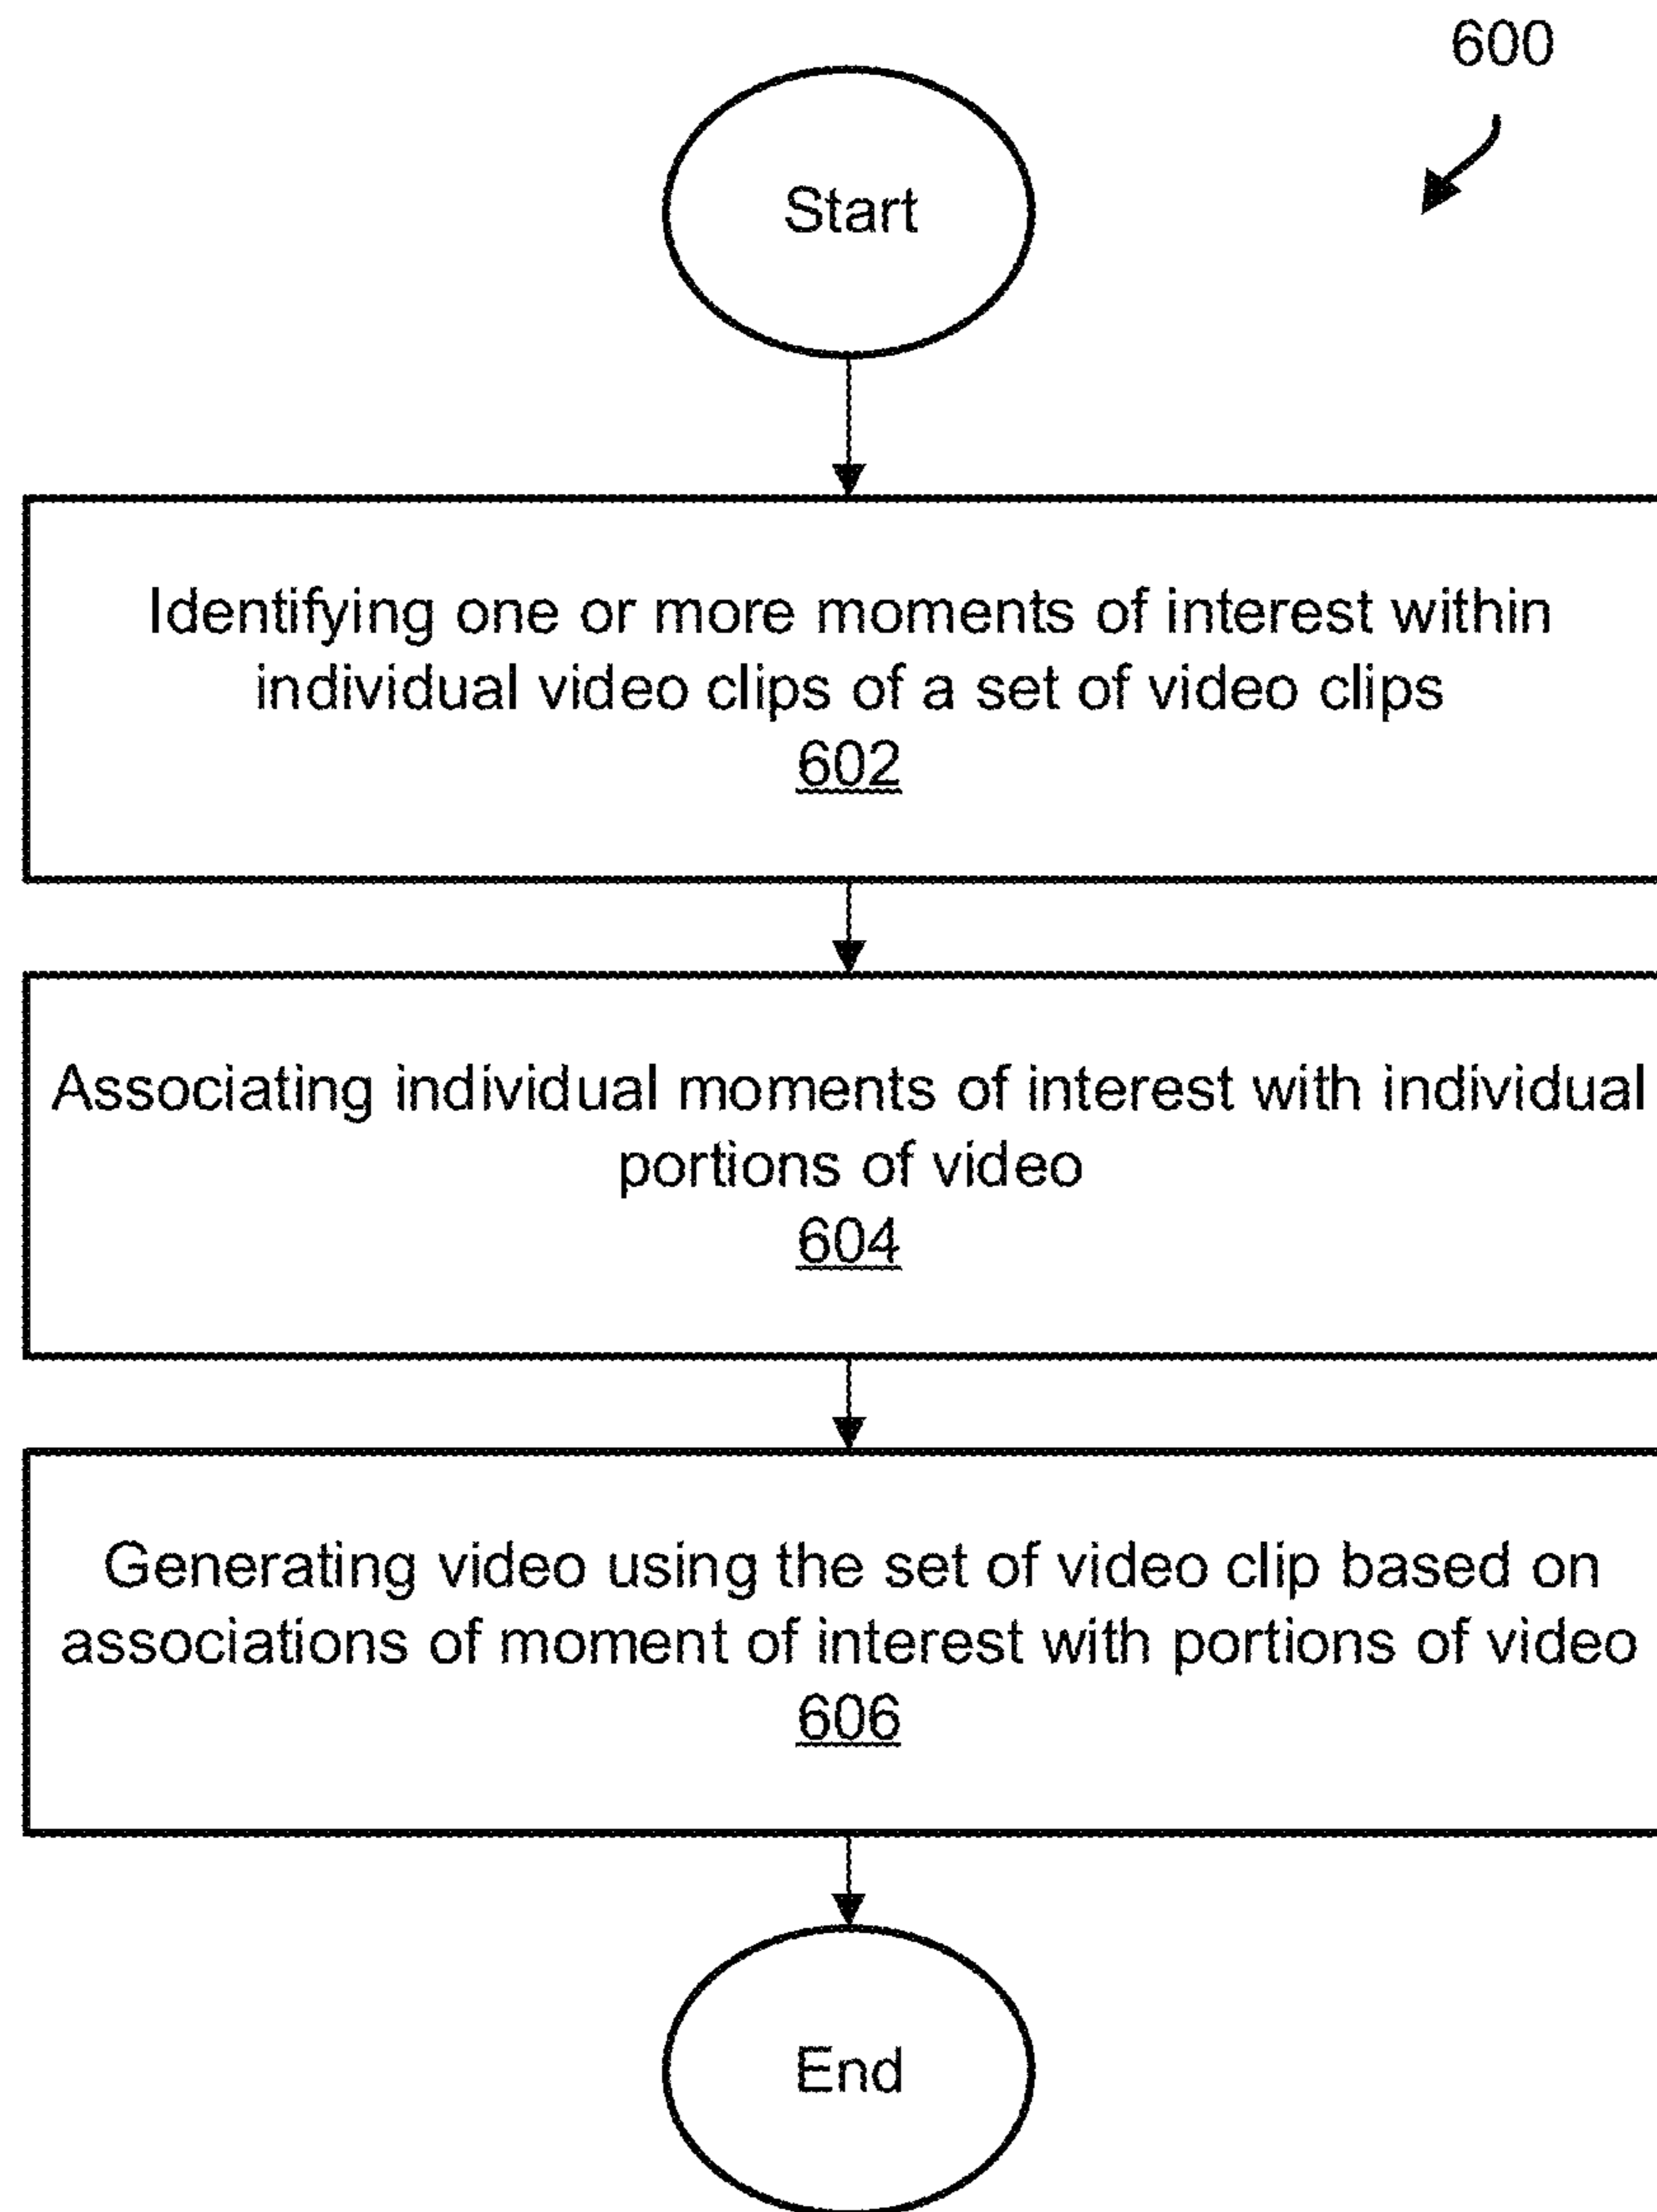 600
Start
Identifying one or more moments of interest within
individual video clips of a set of video clips
602
Associating individual moments of interest with individual
portions of video
604
Generating video using the set of video clip based on
associations of moment of interest with portions of video
606
End